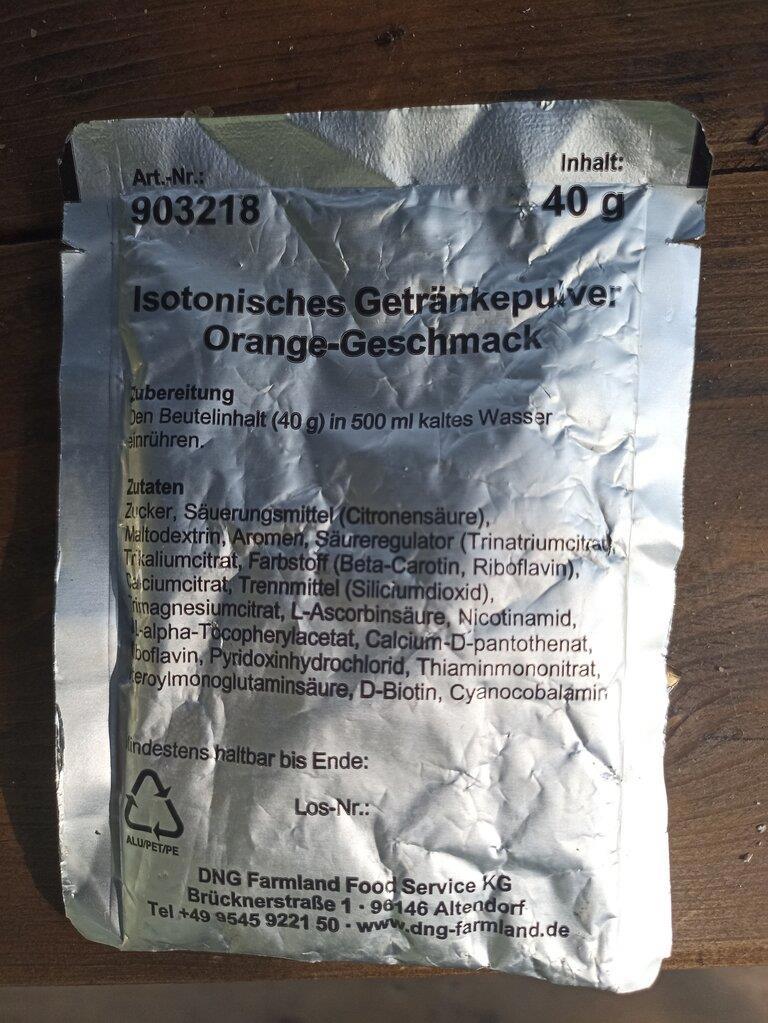 Art.-Nr.:
Inhalt:
903218
40 g
Isotonisches Getränkepulver
Orange-Geschmack
Zubereitung
Den Beutelinhalt (40 g) in 500 ml kaltes Wasser
einrühren.
Zutaten
Zucker, Säuerungsmittel (Citronensäure),
Maltodextrin, Aromen, Säureregulator (Trinatriumcitrat,
Trikaliumcitrat, Farbstoff (Beta-Carotin, Riboflavin),
Calciumcitrat, Trennmittel (Siliciumdioxid),
Trimagnesiumcitrat, L-Ascorbinsäure, Nicotinamid,
-alpha-Tocopherylacetat, Calcium-D-pantothenat,
Riboflavin, Pyridoxinhydrochlorid, Thiaminmononitrat,
Pteroylmonoglutaminsäure, D-Biotin, Cyanocobalamin
Mindestens haltbar bis Ende:
Los-Nr.:
ALU/PET/PE
DNG Farmland Food Service KG
Brücknerstraße 1 · 96146 Altendorf
Tel +49 9545 9221 50 · www.dng-farmland.de